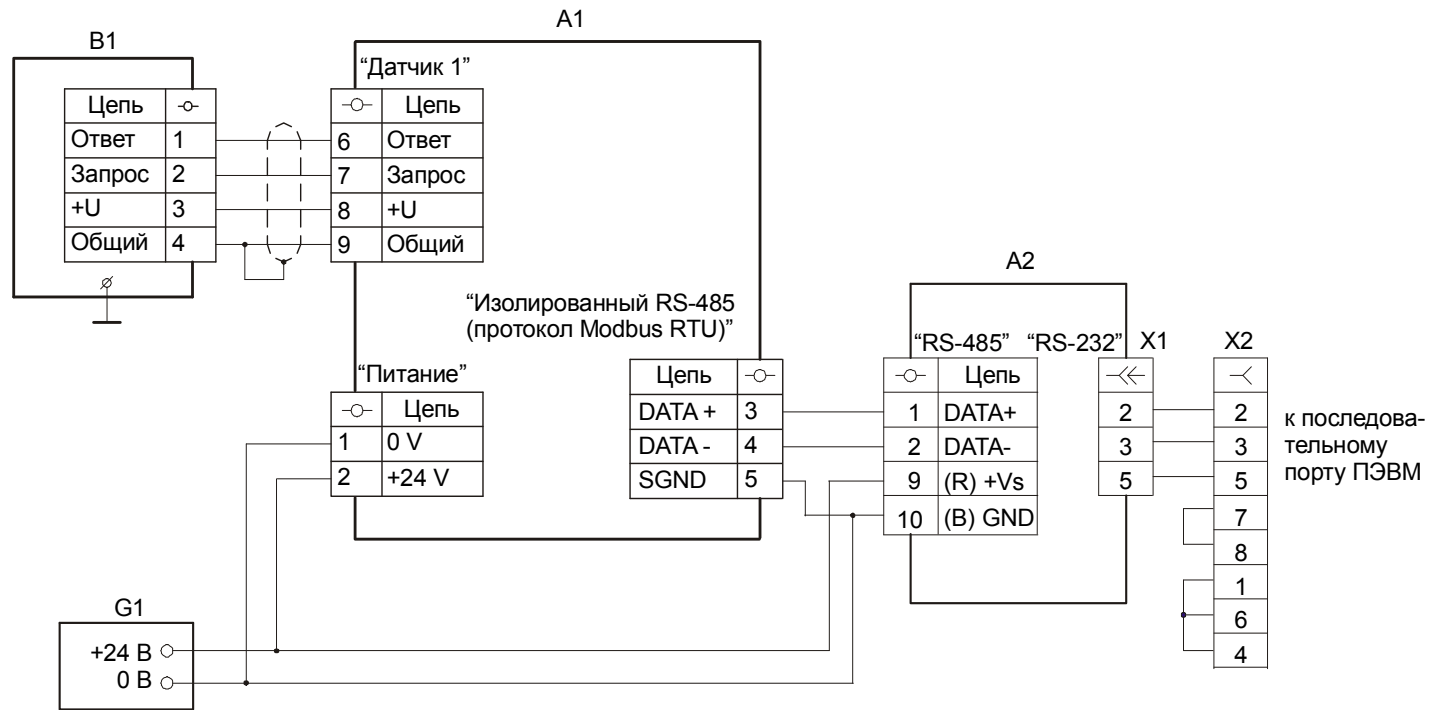 A1
B1
“Датчик 1”
Цепь
Ответ 1
Запрос 2
+U 3
Общий 4
Цепь
6 Ответ
7 Запрос
8 +U
9 Общий
“Изолированный RS-485
(протокол Modbus RTU)”
“Питание”
Цепь
1 0 V
2 +24 V
Цепь
DATA + 3
DATA - 4
SGND 5
A2
“RS-485” “RS-232” X1 X2
Цепь
1 DATA+
2 DATA-
9 (R) +Vs
10 (B) GND
2
3
5
2
3
5
7
8
1
6
4
к последова-
тельному
порту ПЭВМ
G1
+24 В
0 В